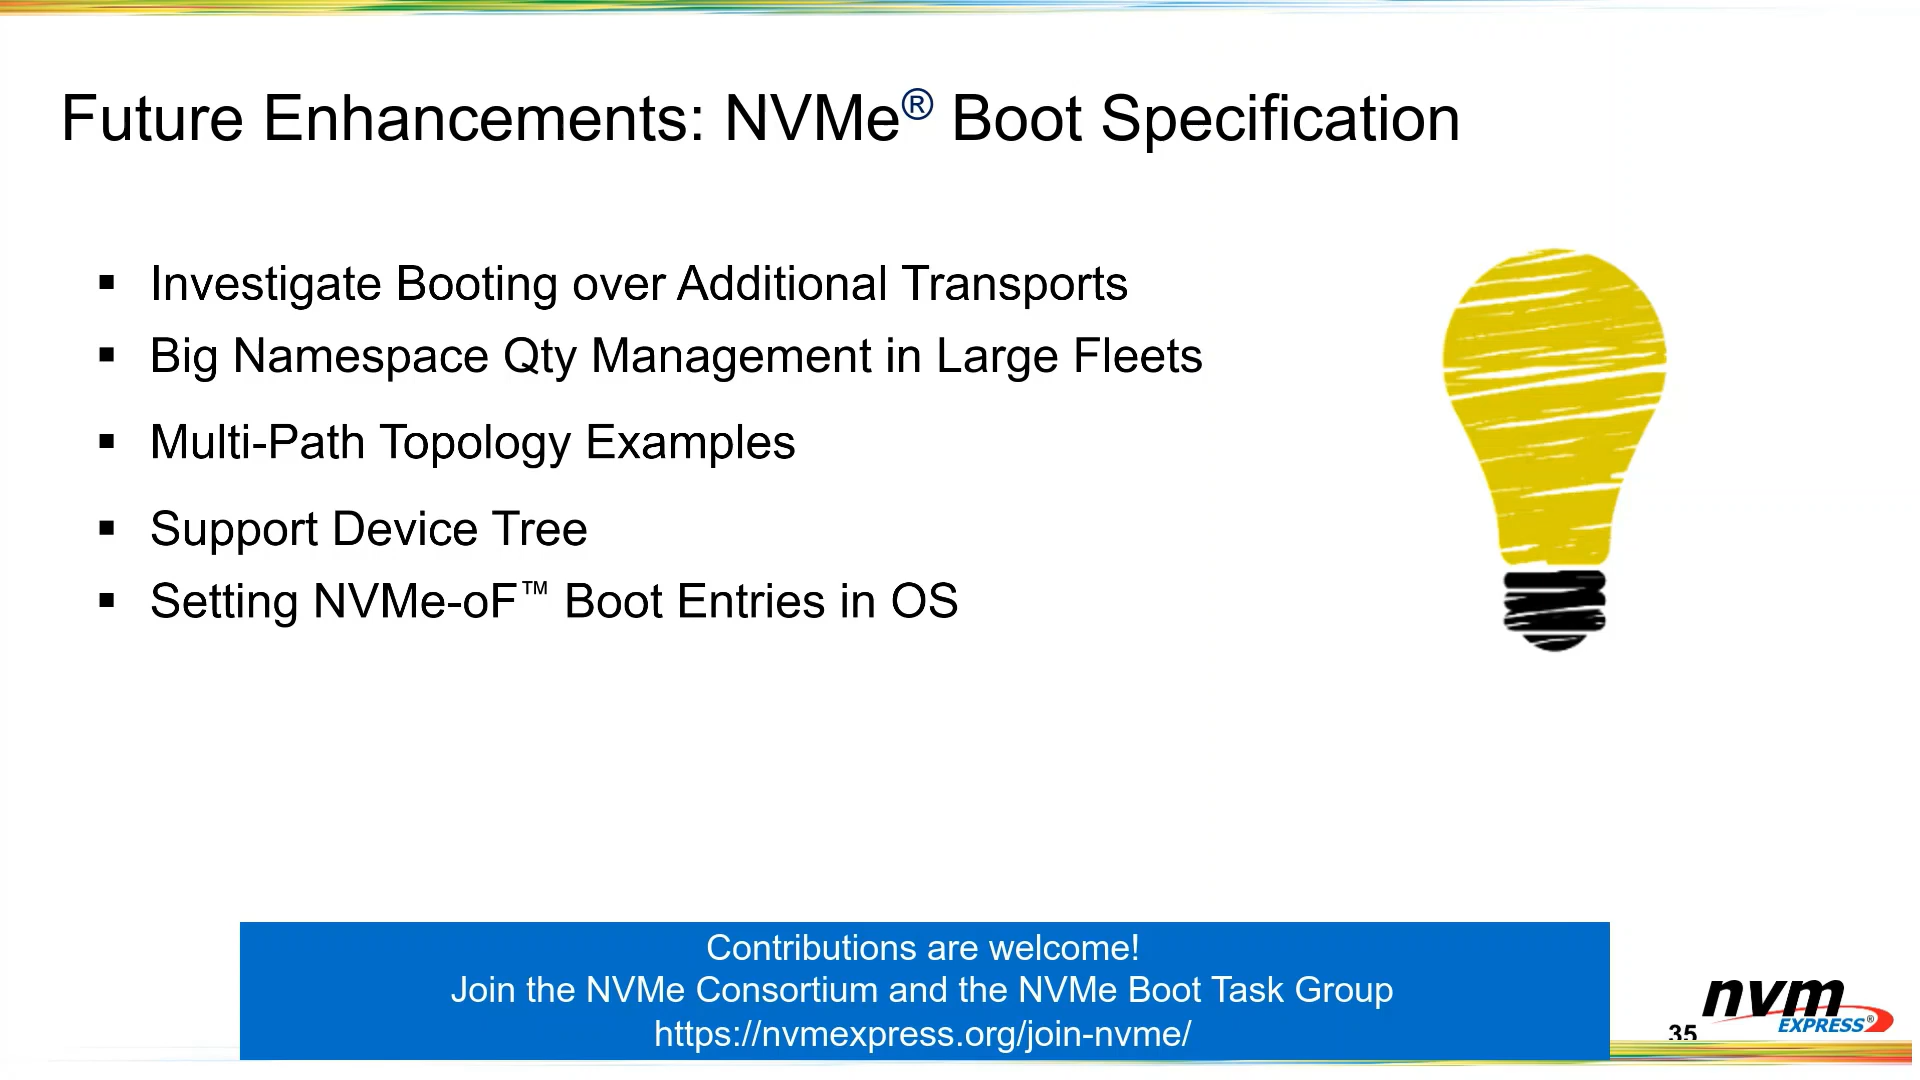 Future Enhancements: NVMe® Boot Specification
▪ Investigate Booting over Additional Transports
▪ Big Namespace Qty Management in Large Fleets
▪ Multi-Path Topology Examples
▪ Support Device Tree
▪ Setting NVMe-oF™ Boot Entries in OS
Contributions are welcome!
Join the NVMe Consortium and the NVMe Boot Task Group
https://nvmexpress.org/join-nvme/
35
nvm
EXPRESS®